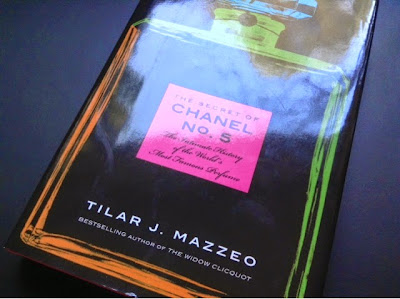 THE SECRET OF
CHANEL
No. 5
The Intimate History
of the World's
Most Famous Perfume
TILAR J. MAZZEO
BESTSELLING AUTHOR OF THE WIDOW CLICQUOT